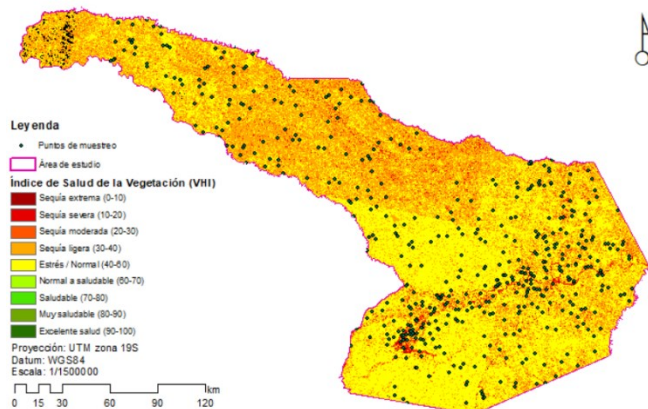 Leyenda
Puntos de muestreo
Área de estudio
Índice de Salud de la Vegetación (VHI)
Sequía extrema (0-10)
Sequía severa (10-20)
Sequía moderada (20-30)
Sequía ligera (30-40)
Estrés / Normal (40-60)
Normal a saludable (60-70)
Saludable (70-80)
Muy saludable (80-90)
Excelente salud (90-100)
Proyección: UTM zona 19S
Datum: WGS84
Escala: 1/1500000
km
0 15 30 60 90 120